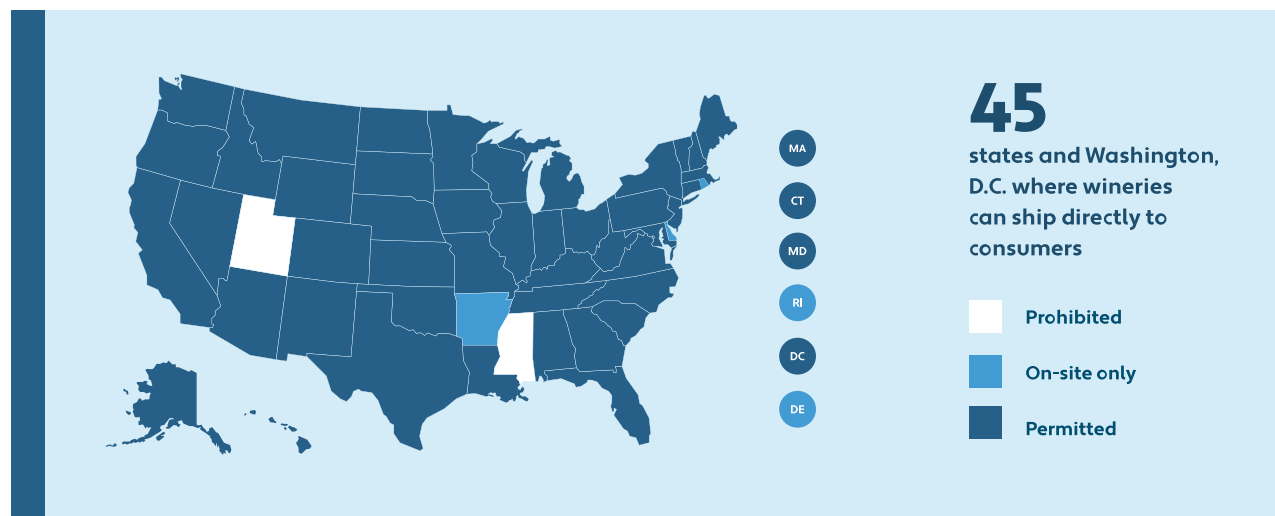 MA
CT
MD
RI
DC
DE
45
states and Washington,
D.C. where wineries
can ship directly to
consumers
Prohibited
On-site only
Permitted